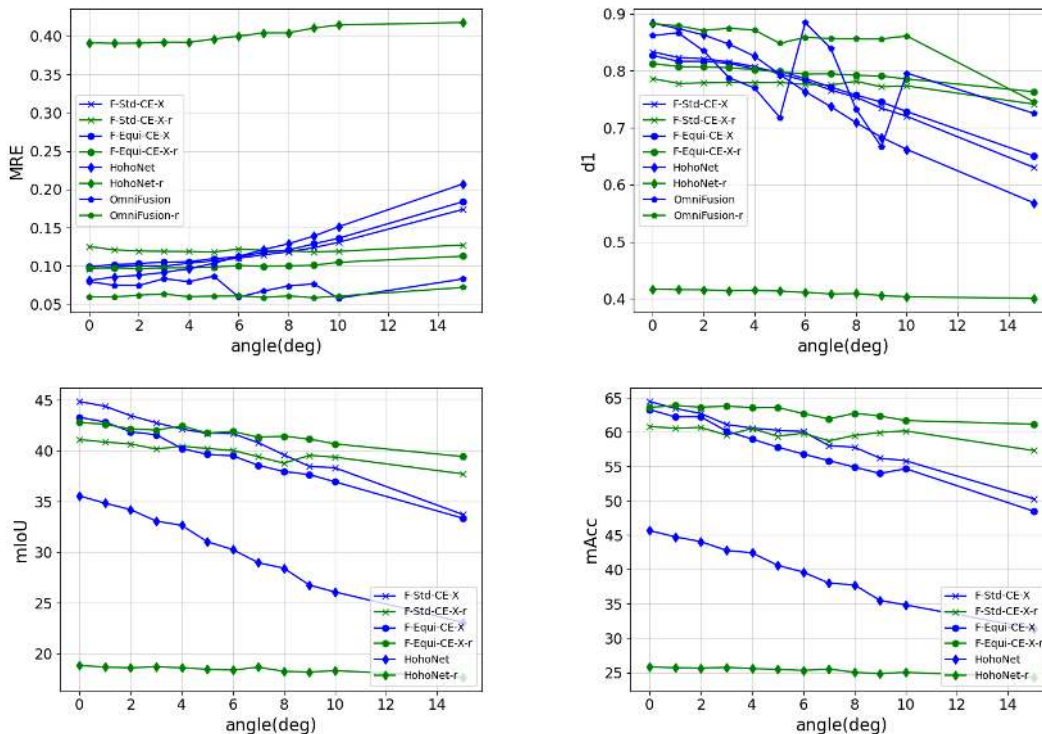 0.40
0.35
0.30
0.25
0.20
0.15
0.10
0.05
MRE
F-Std-CE-X
F-Std-CE-X-r
F-Equi-CE-X
F-Equi-CE-X-r
HohoNet
HohoNet-r
OmniFusion
OmniFusion-r
0 2 4 6 8 10 12 14
angle(deg)
0.9
0.8
0.7
0.6
0.5
0.4
d1
F-Std-CE-X
F-Std-CE-X-r
F-Equi-CE-X
F-Equi-CE-X-r
HohoNet
HohoNet-r
OmniFusion
OmniFusion-r
0 2 4 6 8 10 12 14
angle(deg)
45
40
35
30
25
20
mIoU
F-Std-CE-X
F-Std-CE-X-r
F-Equi-CE-X
F-Equi-CE-X-r
HohoNet
HohoNet-r
0 2 4 6 8 10 12 14
angle(deg)
65
60
55
50
45
40
35
30
25
mAcc
F-Std-CE-X
F-Std-CE-X-r
F-Equi-CE-X
F-Equi-CE-X-r
HohoNet
HohoNet-r
0 2 4 6 8 10 12 14
angle(deg)